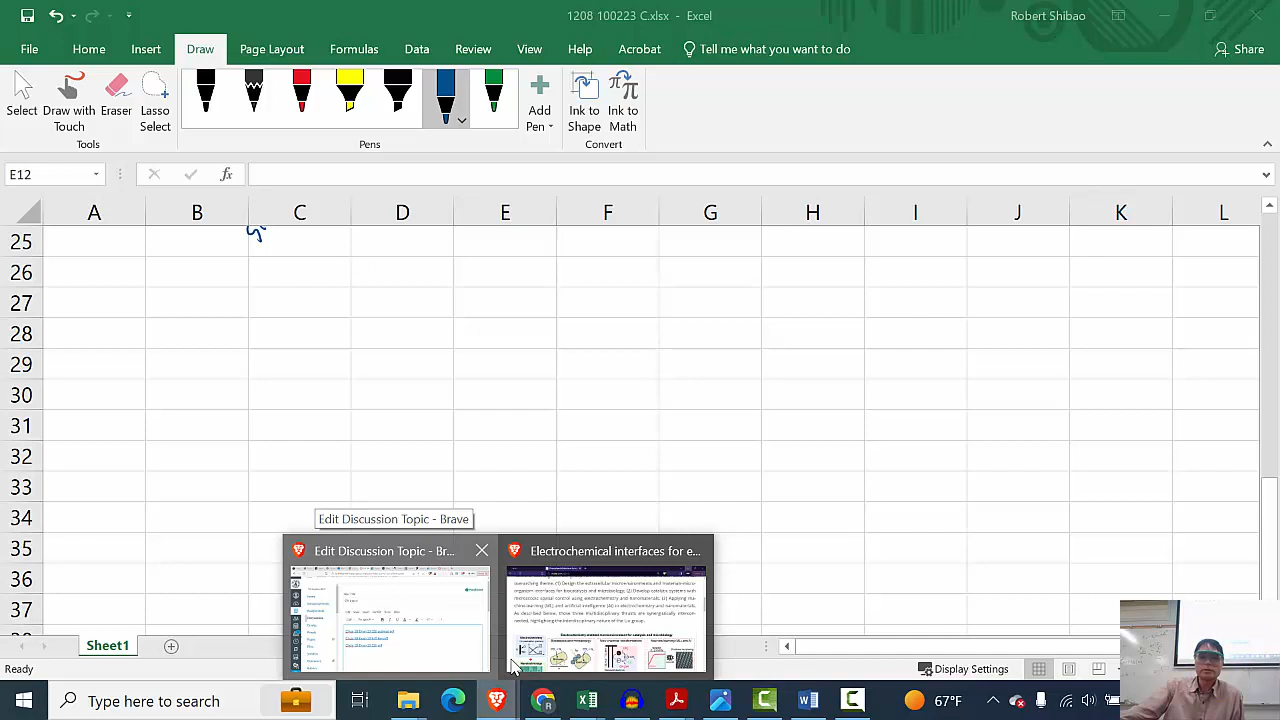 1208 100223 C.xlsx - Excel
Robert Shibao
File Home Insert Draw Page Layout Formulas Data Review View Help Acrobat Tell me what you want to do Share
Select Draw with Touch Eraser Lasso Select Add Pen Ink to Shape Ink to Math
Tools Pens Convert
E12 fx
A B C D E F G H I J K L
25
26
27
28
29
30
31
32
33
34
Edit Discussion Topic - Brave
35
Edit Discussion Topic - Br...
Electrochemical interfaces for e...
36
37
Sheet1
Ready
Display Settings
Type here to search
67°F